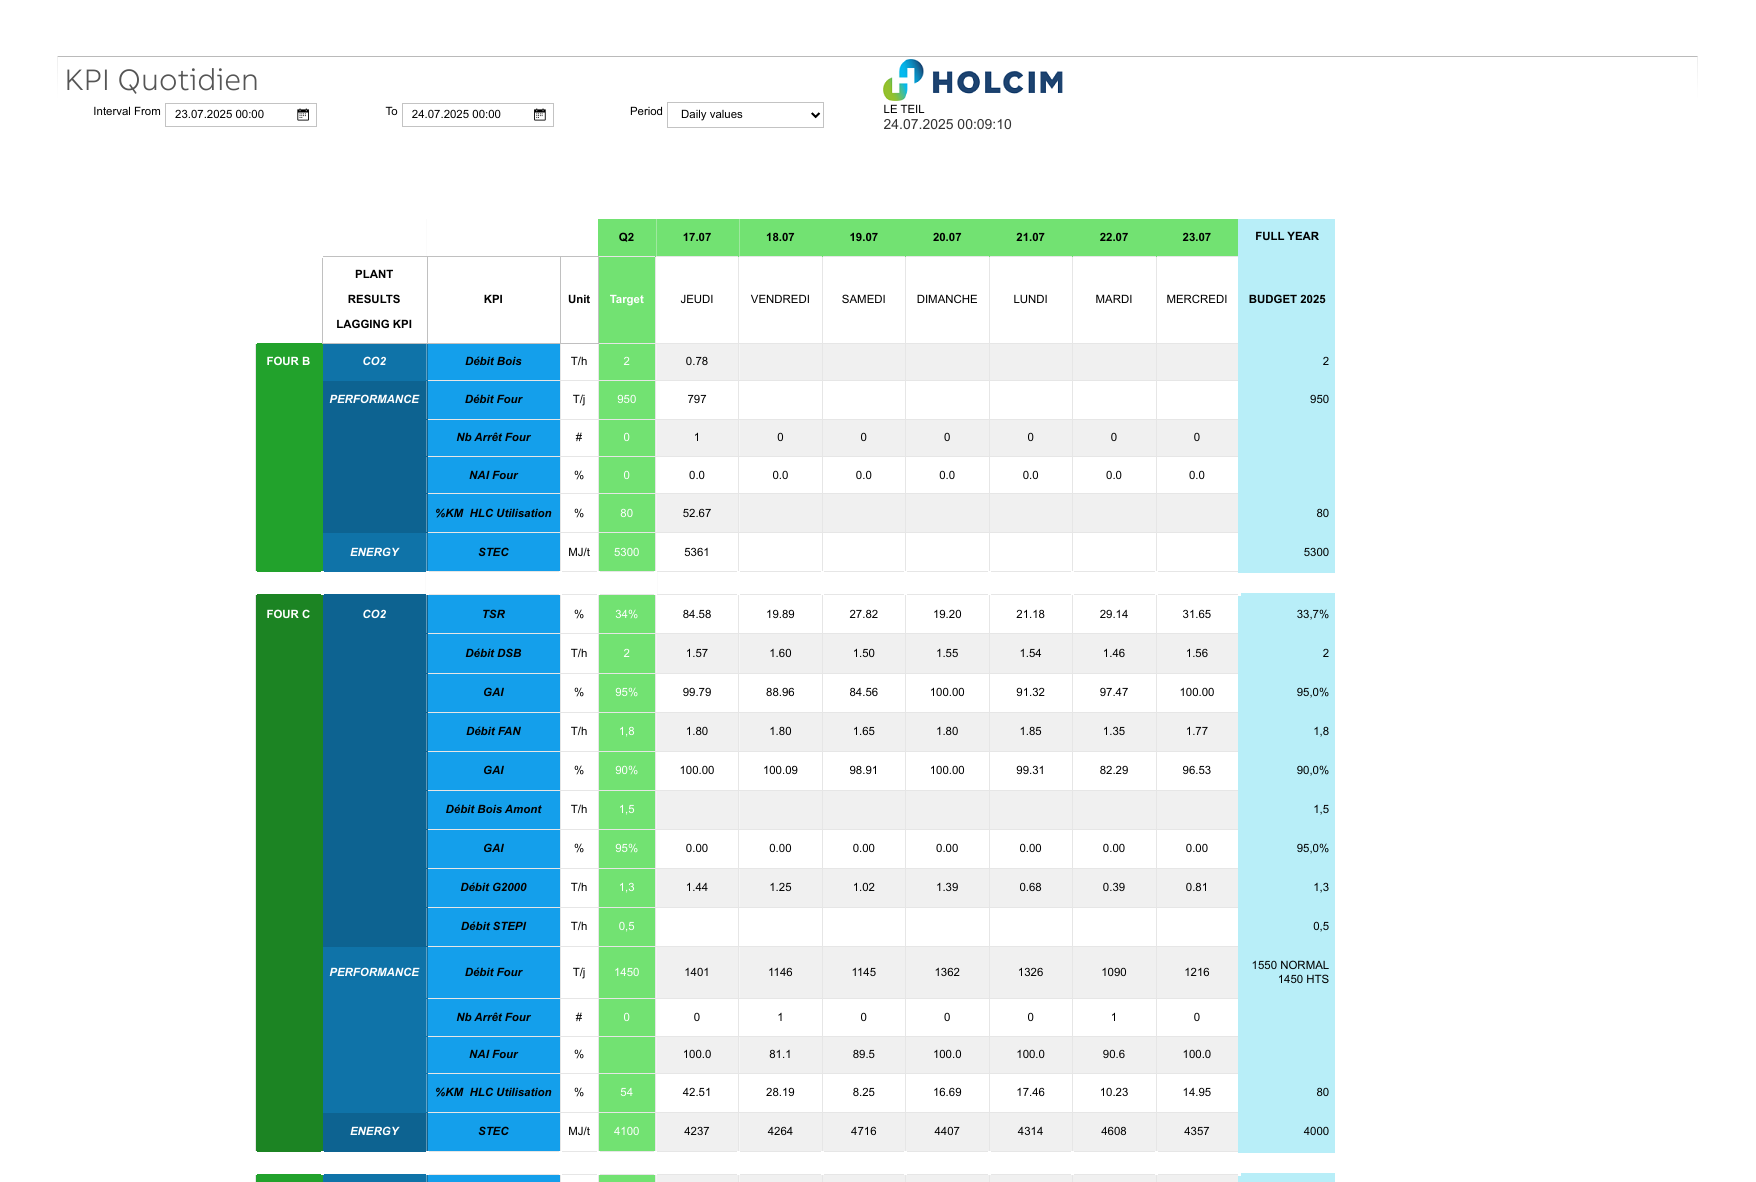 KPI Quotidien
HOLCIM
Interval From 23.07.2025 00:00 To 24.07.2025 00:00 Period Daily values
LE TEIL
24.07.2025 00:09:10
Q2 17.07 18.07 19.07 20.07 21.07 22.07 23.07 FULL YEAR
PLANT
RESULTS
LAGGING KPI
KPI Unit Target JEUDI VENDREDI SAMEDI DIMANCHE LUNDI MARDI MERCREDI BUDGET 2025
FOUR B CO2 Débit Bois T/h 2 0.78 2
PERFORMANCE Débit Four T/j 950 797 950
Nb Arrêt Four # 0 1 0 0 0 0 0 0
NAI Four % 0 0.0 0.0 0.0 0.0 0.0 0.0 0.0
%KM HLC Utilisation % 80 52.67 80
ENERGY STEC MJ/t 5300 5361 5300
FOUR C CO2 TSR % 34% 84.58 19.89 27.82 19.20 21.18 29.14 31.65 33,7%
Débit DSB T/h 2 1.57 1.60 1.50 1.55 1.54 1.46 1.56 2
GAI % 95% 99.79 88.96 84.56 100.00 91.32 97.47 100.00 95,0%
Débit FAN T/h 1,8 1.80 1.80 1.65 1.80 1.85 1.35 1.77 1,8
GAI % 90% 100.00 100.09 98.91 100.00 99.31 82.29 96.53 90,0%
Débit Bois Amont T/h 1,5 1,5
GAI % 95% 0.00 0.00 0.00 0.00 0.00 0.00 0.00 95,0%
Débit G2000 T/h 1,3 1.44 1.25 1.02 1.39 0.68 0.39 0.81 1,3
Débit STEPI T/h 0,5 0,5
PERFORMANCE Débit Four T/j 1450 1401 1146 1145 1362 1326 1090 1216 1550 NORMAL
1450 HTS
Nb Arrêt Four # 0 0 1 0 0 0 1 0
NAI Four % 100.0 81.1 89.5 100.0 100.0 90.6 100.0
%KM HLC Utilisation % 54 42.51 28.19 8.25 16.69 17.46 10.23 14.95 80
ENERGY STEC MJ/t 4100 4237 4264 4716 4407 4314 4608 4357 4000